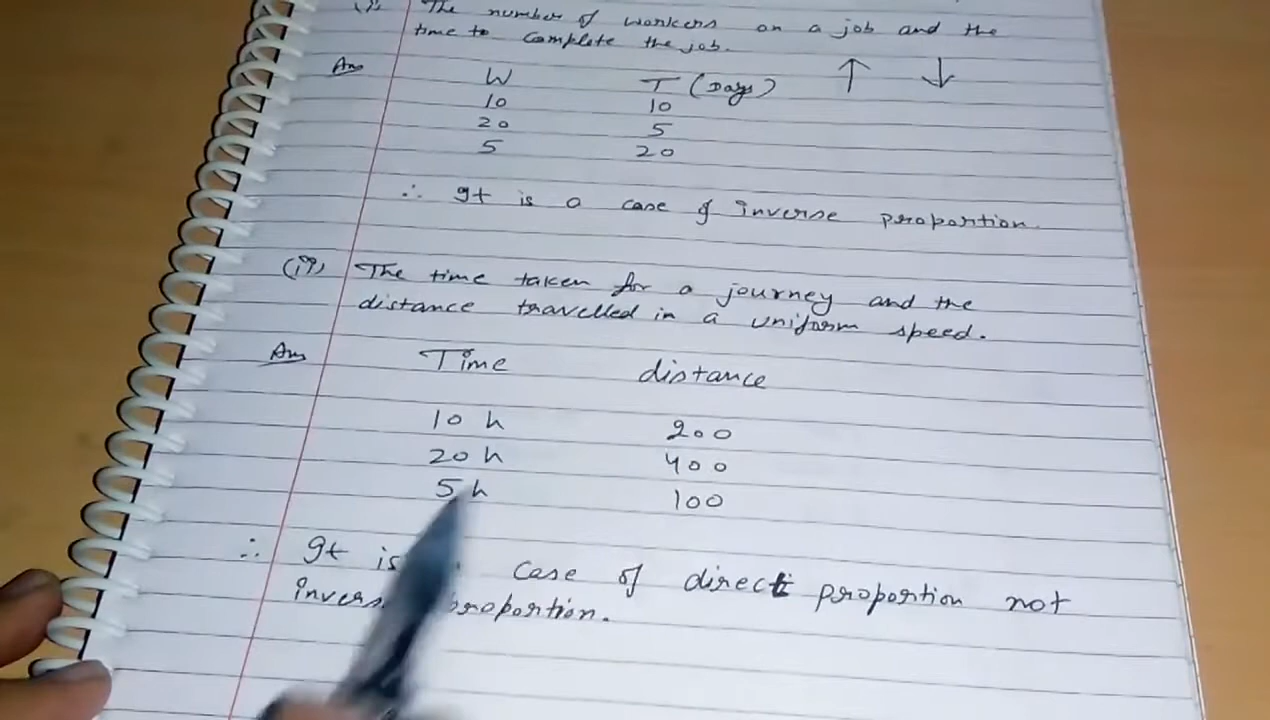 (i) The number of workers on a job and the
time to complete the job.
Ans W T (Days) ↑ ↓
10 10
20 5
5 20
∴ It is a case of inverse proportion.
(ii) The time taken for a journey and the
distance travelled in a uniform speed.
Ans Time distance
10 h 200
20 h 400
5 h 100
∴ It is case of direct proportion not
invers proportion.